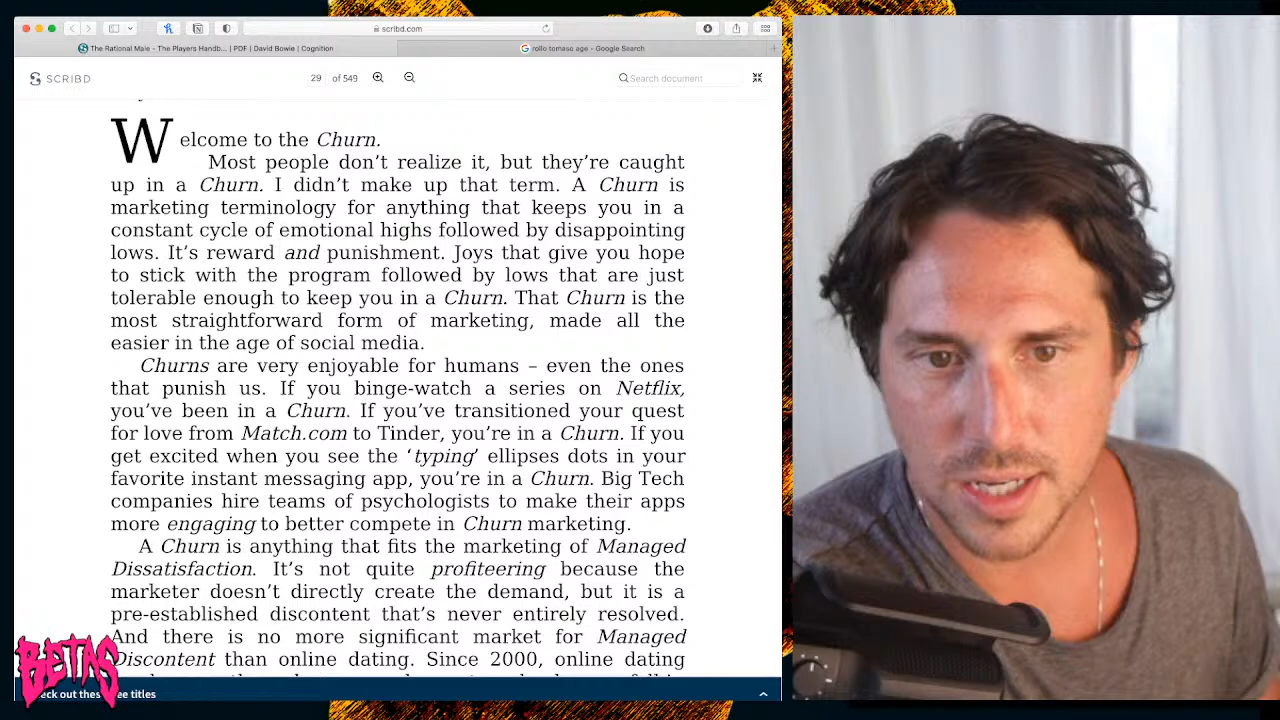 scribd.com
The Rational Male - The Players Handb... | PDF | David Bowie | Cognition
rollo tomaso age - Google Search
SCRIBD
29 of 549
Search document
Welcome to the Churn.
Most people don't realize it, but they're caught
up in a Churn. I didn't make up that term. A Churn is
marketing terminology for anything that keeps you in a
constant cycle of emotional highs followed by disappointing
lows. It's reward and punishment. Joys that give you hope
to stick with the program followed by lows that are just
tolerable enough to keep you in a Churn. That Churn is the
most straightforward form of marketing, made all the
easier in the age of social media.
Churns are very enjoyable for humans – even the ones
that punish us. If you binge-watch a series on Netflix,
you've been in a Churn. If you've transitioned your quest
for love from Match.com to Tinder, you're in a Churn. If you
get excited when you see the ‘typing’ ellipses dots in your
favorite instant messaging app, you're in a Churn. Big Tech
companies hire teams of psychologists to make their apps
more engaging to better compete in Churn marketing.
A Churn is anything that fits the marketing of Managed
Dissatisfaction. It's not quite profiteering because the
marketer doesn't directly create the demand, but it is a
pre-established discontent that's never entirely resolved.
And there is no more significant market for Managed
Discontent than online dating. Since 2000, online dating
BETAS
titles